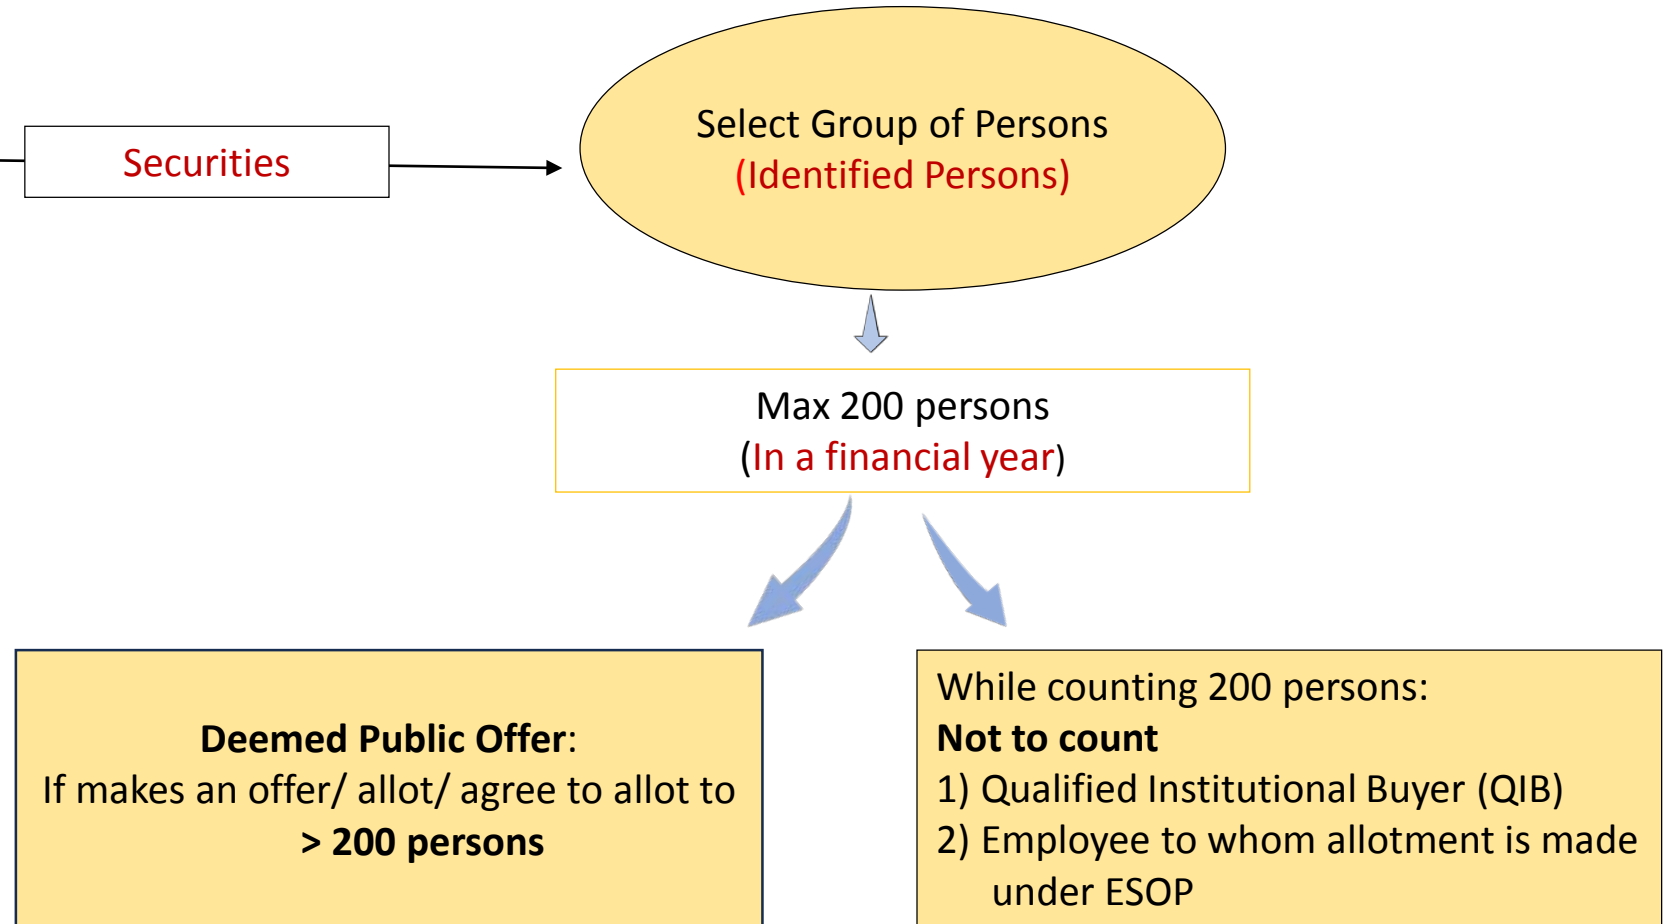 Securities
Select Group of Persons
(Identified Persons)
Max 200 persons
(In a financial year)
Deemed Public Offer:
If makes an offer/ allot/ agree to allot to
> 200 persons
While counting 200 persons:
Not to count
1) Qualified Institutional Buyer (QIB)
2) Employee to whom allotment is made
under ESOP